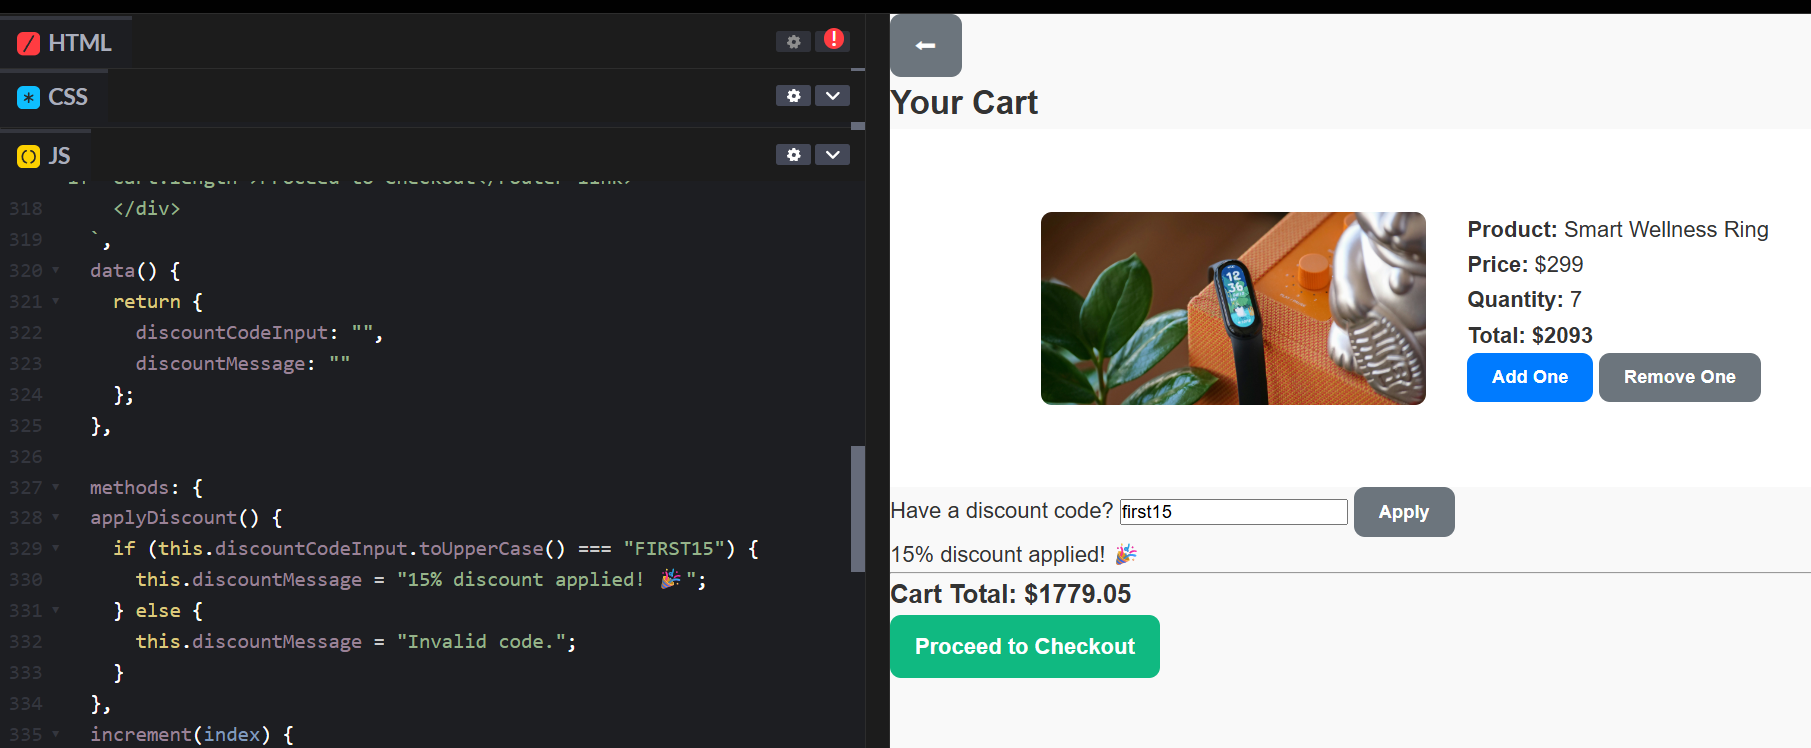 HTML
CSS
JS
318 </div>
319 `,
320 data() {
321 return {
322 discountCodeInput: "",
323 discountMessage: ""
324 };
325 },
326
327 methods: {
328 applyDiscount() {
329 if (this.discountCodeInput.toUpperCase() === "FIRST15") {
330 this.discountMessage = "15% discount applied! 🎉";
331 } else {
332 this.discountMessage = "Invalid code.";
333 }
334 },
335 increment(index) {
Your Cart
12
36
Product: Smart Wellness Ring
Price: $299
Quantity: 7
Total: $2093
Add One Remove One
Have a discount code? first15 Apply
15% discount applied! 🎉
Cart Total: $1779.05
Proceed to Checkout